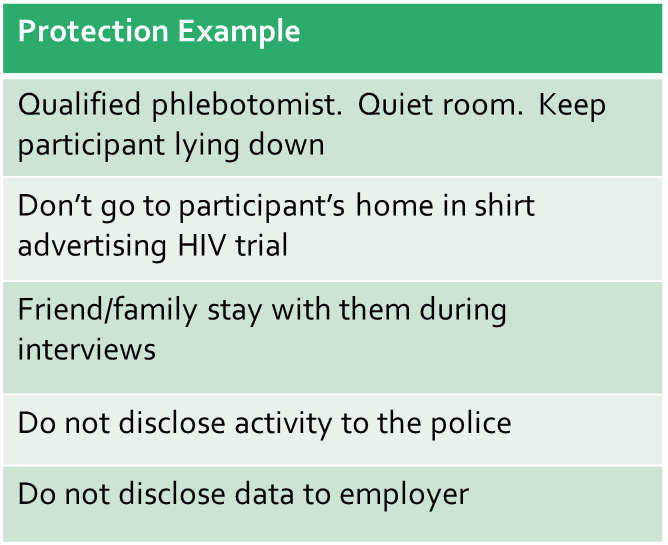 Protection Example
Qualified phlebotomist.  Quiet room.  Keep
participant lying down
Don’t go to participant’s home in shirt
advertising HIV trial
Friend/family stay with them during
interviews
Do not disclose activity to the police
Do not disclose data to employer